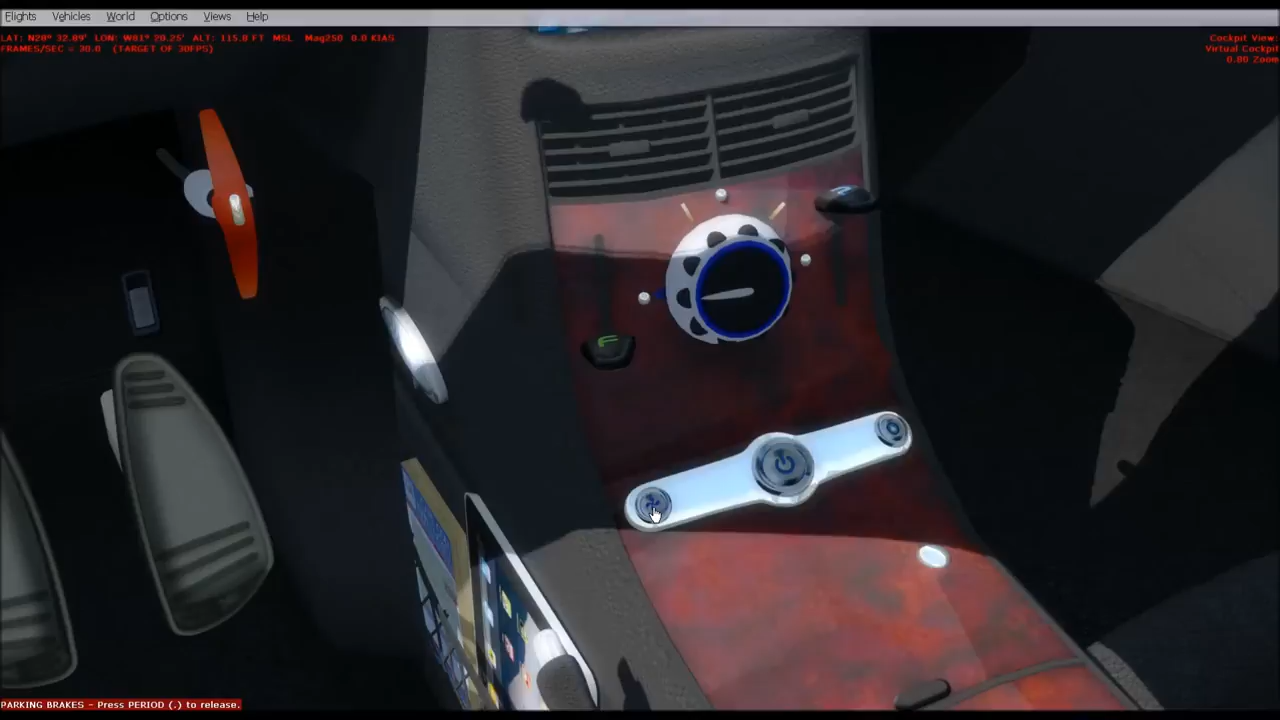 Flights Vehicles World Options Views Help
LAT: N28° 32.89' LON: W81° 20.25' ALT: 115.0 FT MSL Mag250 0.0 KIAS
FRAMES/SEC = 30.0 (TARGET OF 30FPS)
Cockpit View:
Virtual Cockpit
0.80 Zoom
PARKING BRAKES - Press PERIOD (.) to release.